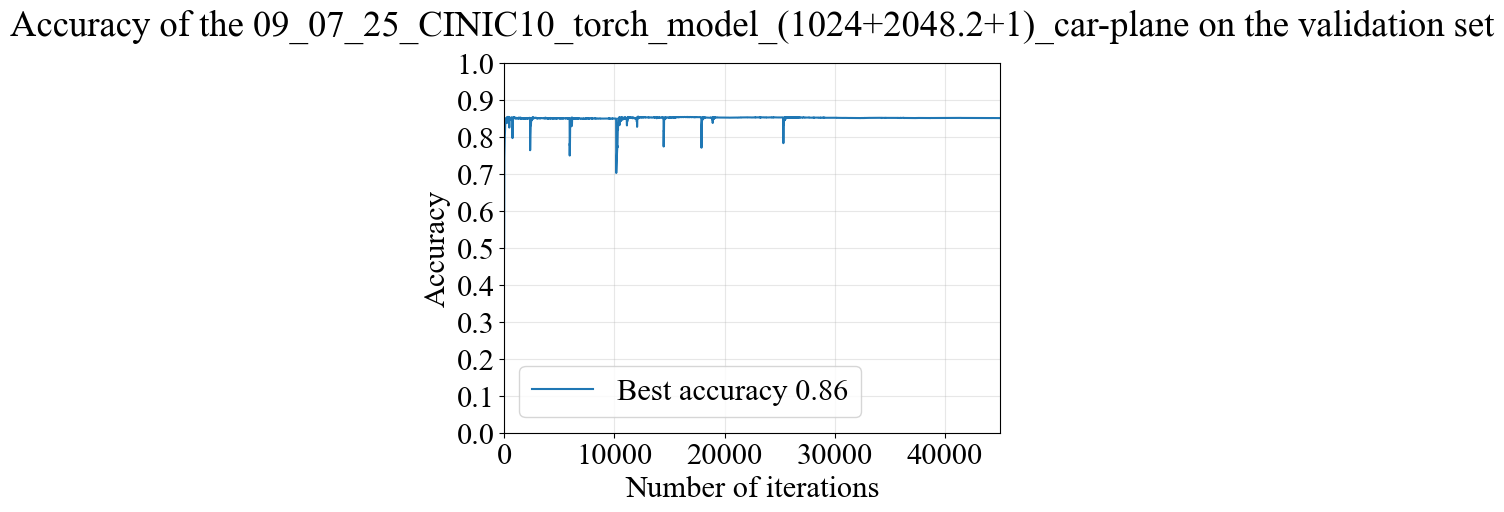 Accuracy of the 09_07_25_CINIC10_torch_model_(1024+2048.2+1)_car-plane on the validation set
1.0
0.9
0.8
0.7
0.6
0.5
0.4
0.3
0.2
0.1
0.0
Accuracy
Best accuracy 0.86
0 10000 20000 30000 40000
Number of iterations